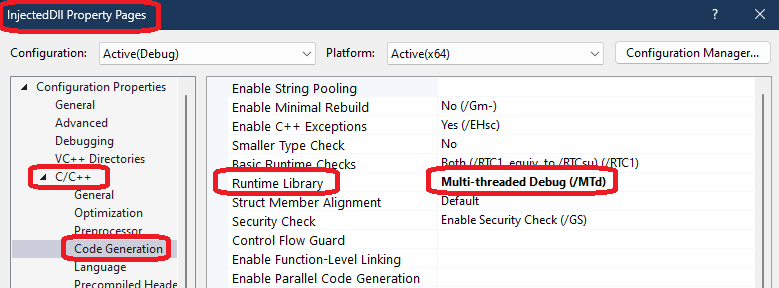 InjectedDll Property Pages ? ×
Configuration: Active(Debug) Platform: Active(x64) Configuration Manager...
Configuration Properties
General
Advanced
Debugging
VC++ Directories
C/C++
General
Optimization
Preprocessor
Code Generation
Language
Precompiled Heade
Enable String Pooling
Enable Minimal Rebuild No (/Gm-)
Enable C++ Exceptions Yes (/EHsc)
Smaller Type Check No
Basic Runtime Checks Both (/RTC1, equiv. to /RTCsu) (/RTC1)
Runtime Library Multi-threaded Debug (/MTd)
Struct Member Alignment Default
Security Check Enable Security Check (/GS)
Control Flow Guard
Enable Function-Level Linking
Enable Parallel Code Generation